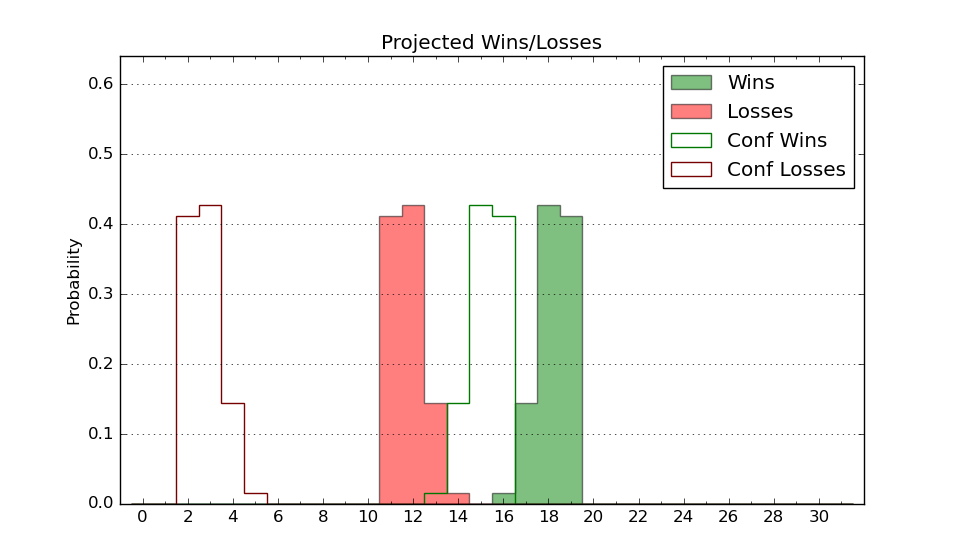 Projected Wins/Losses
Probability
0.6
0.5
0.4
0.3
0.2
0.1
0.0
0 2 4 6 8 10 12 14 16 18 20 22 24 26 28 30
Wins
Losses
Conf Wins
Conf Losses